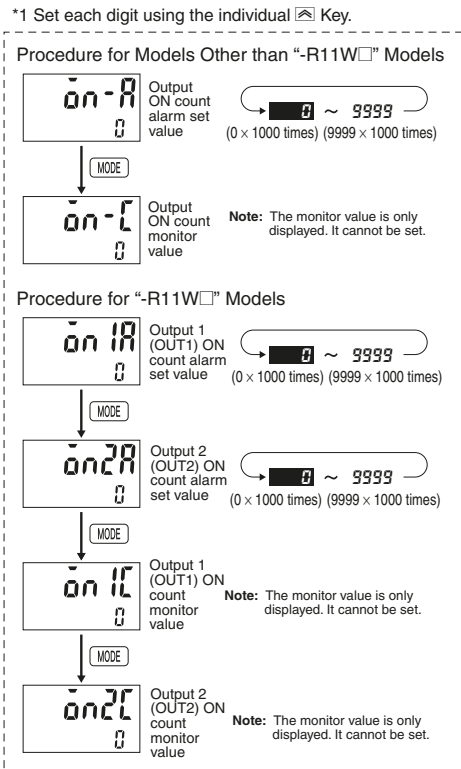 *1 Set each digit using the individual ︽ Key.
Procedure for Models Other than “-R11W□” Models
on-A
0
Output
ON count
alarm set
value
0 ~ 9999
(0 × 1000 times) (9999 × 1000 times)
MODE
on-C
0
Output
ON count
monitor
value
Note: The monitor value is only
displayed. It cannot be set.
Procedure for “-R11W□” Models
on1A
0
Output 1
(OUT1) ON
count alarm
set value
0 ~ 9999
(0 × 1000 times) (9999 × 1000 times)
MODE
on2A
0
Output 2
(OUT2) ON
count alarm
set value
0 ~ 9999
(0 × 1000 times) (9999 × 1000 times)
MODE
on1C
0
Output 1
(OUT1) ON
count
monitor
value
Note: The monitor value is only
displayed. It cannot be set.
MODE
on2C
0
Output 2
(OUT2) ON
count
monitor
value
Note: The monitor value is only
displayed. It cannot be set.